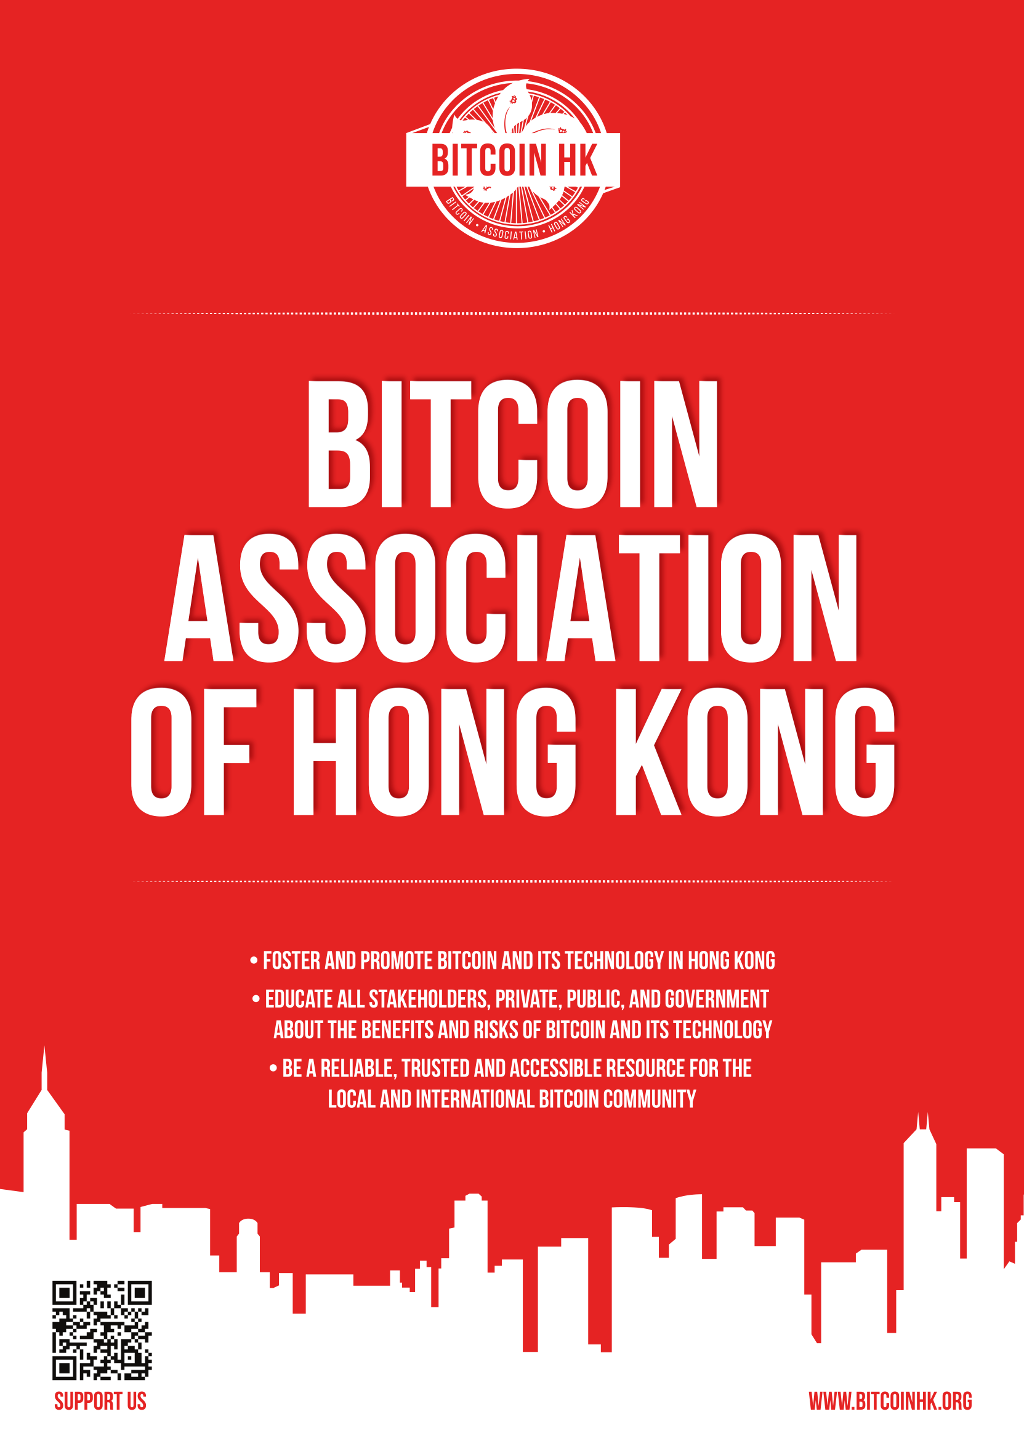 BITCOIN HK
BITCOIN • ASSOCIATION • HONG KONG
BITCOIN
ASSOCIATION
OF HONG KONG
• FOSTER AND PROMOTE BITCOIN AND ITS TECHNOLOGY IN HONG KONG
• EDUCATE ALL STAKEHOLDERS, PRIVATE, PUBLIC, AND GOVERNMENT
ABOUT THE BENEFITS AND RISKS OF BITCOIN AND ITS TECHNOLOGY
• BE A RELIABLE, TRUSTED AND ACCESSIBLE RESOURCE FOR THE
LOCAL AND INTERNATIONAL BITCOIN COMMUNITY
SUPPORT US
WWW.BITCOINHK.ORG